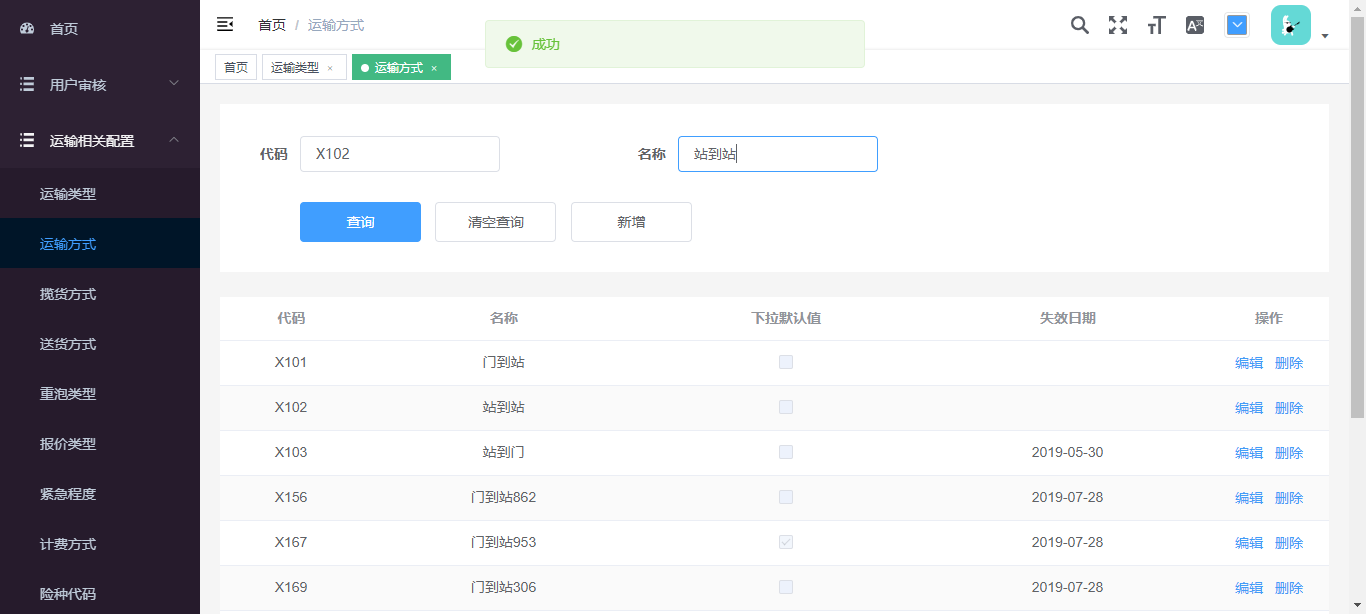 首页
用户审核
运输相关配置
运输类型
运输方式
揽货方式
送货方式
重泡类型
报价类型
紧急程度
计费方式
险种代码
首页 / 运输方式
成功
首页 运输类型 × 运输方式 ×
代码 X102 名称 站到站
查询 清空查询 新增
代码 名称 下拉默认值 失效日期 操作
X101 门到站 编辑 删除
X102 站到站 编辑 删除
X103 站到门 2019-05-30 编辑 删除
X156 门到站862 2019-07-28 编辑 删除
X167 门到站953 2019-07-28 编辑 删除
X169 门到站306 2019-07-28 编辑 删除